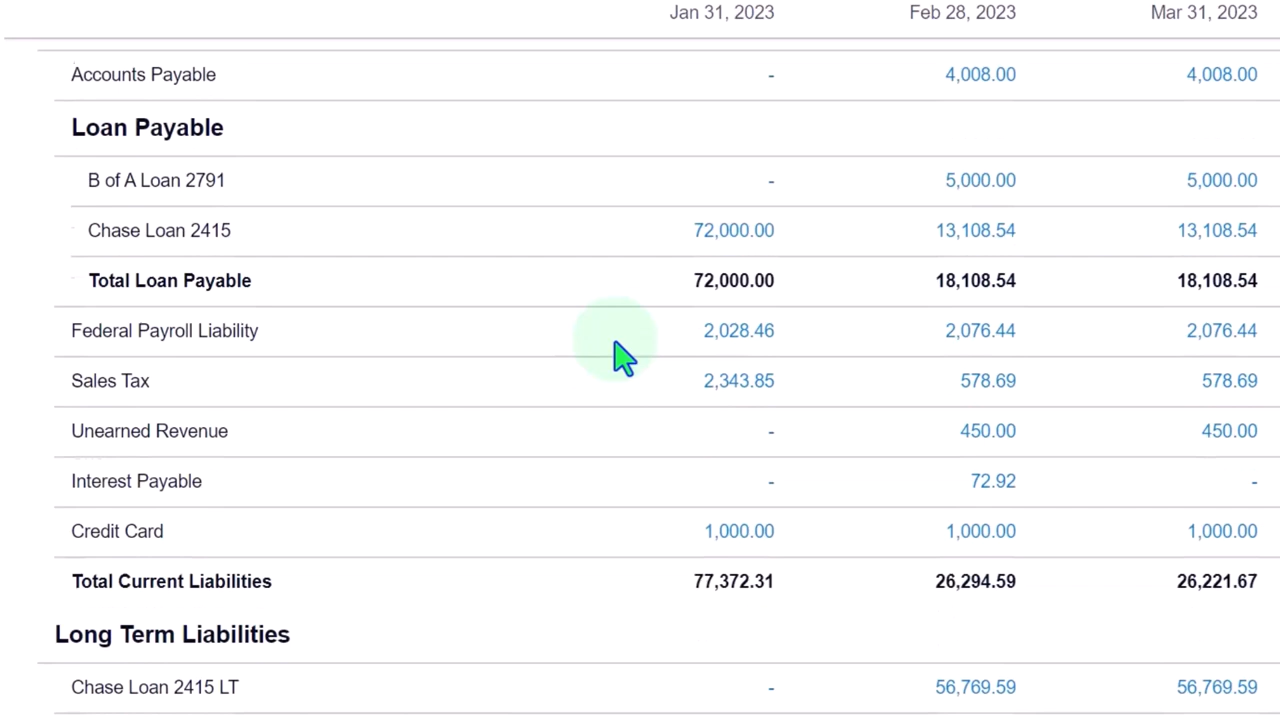 Jan 31, 2023 Feb 28, 2023 Mar 31, 2023
Accounts Payable - 4,008.00 4,008.00
Loan Payable
B of A Loan 2791 - 5,000.00 5,000.00
Chase Loan 2415 72,000.00 13,108.54 13,108.54
Total Loan Payable 72,000.00 18,108.54 18,108.54
Federal Payroll Liability 2,028.46 2,076.44 2,076.44
Sales Tax 2,343.85 578.69 578.69
Unearned Revenue - 450.00 450.00
Interest Payable - 72.92 -
Credit Card 1,000.00 1,000.00 1,000.00
Total Current Liabilities 77,372.31 26,294.59 26,221.67
Long Term Liabilities
Chase Loan 2415 LT - 56,769.59 56,769.59